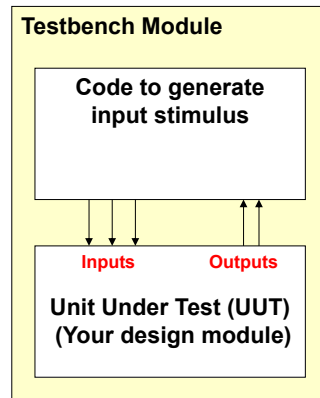 Testbench Module
Code to generate
input stimulus
Inputs Outputs
Unit Under Test (UUT)
(Your design module)